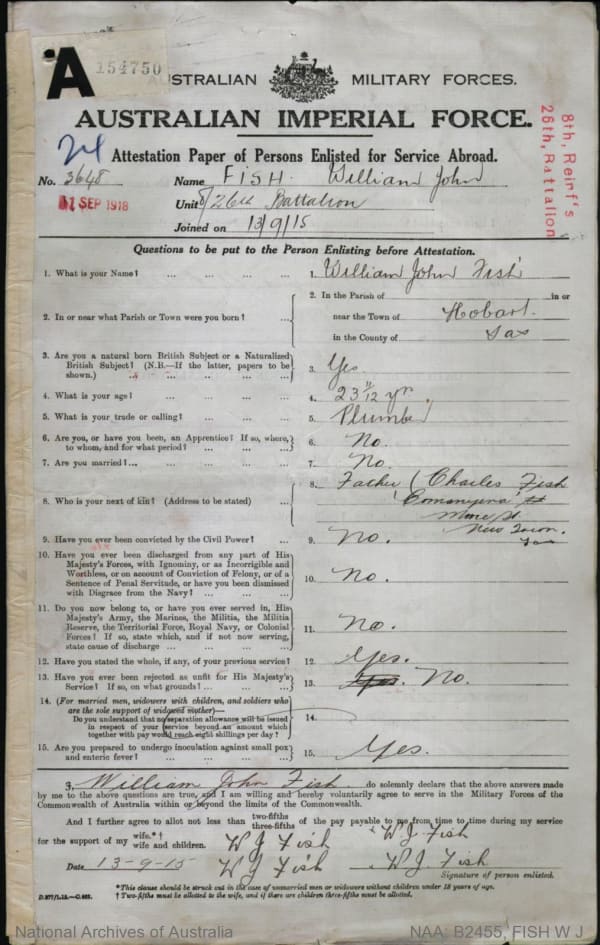 A 154750
AUSTRALIAN MILITARY FORCES.
AUSTRALIAN IMPERIAL FORCE.
24
Attestation Paper of Persons Enlisted for Service Abroad.
8th, Reinf's
26th, Battalion
No. 3648 Name FISH. William John
11 SEP 1918 Unit 8/26th Battalion
Joined on 13/9/15
Questions to be put to the Person Enlisting before Attestation.
1. What is your Name? ... ... ... ... 1. William John Fish
2. In or near what Parish or Town were you born? ... 2. In the Parish of in or
near the Town of Hobart
in the County of Tas
3. Are you a natural born British Subject or a Naturalized
British Subject? (N.B.—If the latter, papers to be
shown.) ... ... ... ... 3. Yes.
4. What is your age? ... ... ... ... 4. 23 11/12 yrs
5. What is your trade or calling? ... ... ... 5. Plumber
6. Are you, or have you been, an Apprentice? If so, where,
to whom, and for what period? ... ... ... 6. No.
7. Are you married?... ... ... ... 7. No.
8. Who is your next of kin? (Address to be stated) ... 8. Father (Charles Fish
St
New Town.
Tas
9. Have you ever been convicted by the Civil Power? ... 9. No.
10. Have you ever been discharged from any part of His
Majesty's Forces, with Ignominy, or as Incorrigible and
Worthless, or on account of Conviction of Felony, or of a
Sentence of Penal Servitude, or have you been dismissed
with Disgrace from the Navy? ... ... ... 10. No.
11. Do you now belong to, or have you ever served in, His
Majesty's Army, the Marines, the Militia, the Militia
Reserve, the Territorial Force, Royal Navy, or Colonial
Forces? If so, state which, and if not now serving,
state cause of discharge ... ... ... 11. No.
12. Have you stated the whole, if any, of your previous service? 12. Yes.
13. Have you ever been rejected as unfit for His Majesty's
Service? If so, on what grounds? ... ... ... 13. Yes. No.
14. (For married men, widowers with children, and soldiers who
are the sole support of widowed mother)—
Do you understand that no separation allowance will be issued
in respect of your service beyond an amount which
together with pay would reach eight shillings per day? 14.
15. Are you prepared to undergo inoculation against small pox
and enteric fever? ... ... ... ... 15. Yes.
I, William John Fish do solemnly declare that the above answers made
by me to the above questions are true, and I am willing and hereby voluntarily agree to serve in the Military Forces of the
Commonwealth of Australia within or beyond the limits of the Commonwealth.
And I further agree to allot not less than two-fifths three-fifths of the pay payable to me from time to time during my service
for the support of my wife.*† wife and children. W J Fish W J. Fish
Date 13-9-15 W J Fish W J. Fish
Signature of person enlisted.
*This clause should be struck out in the case of unmarried men or widowers without children under 18 years of age.
† Two-fifths must be allotted to the wife, and if there are children three-fifths must be allotted.
National Archives of Australia NAA: B2455, FISH W J